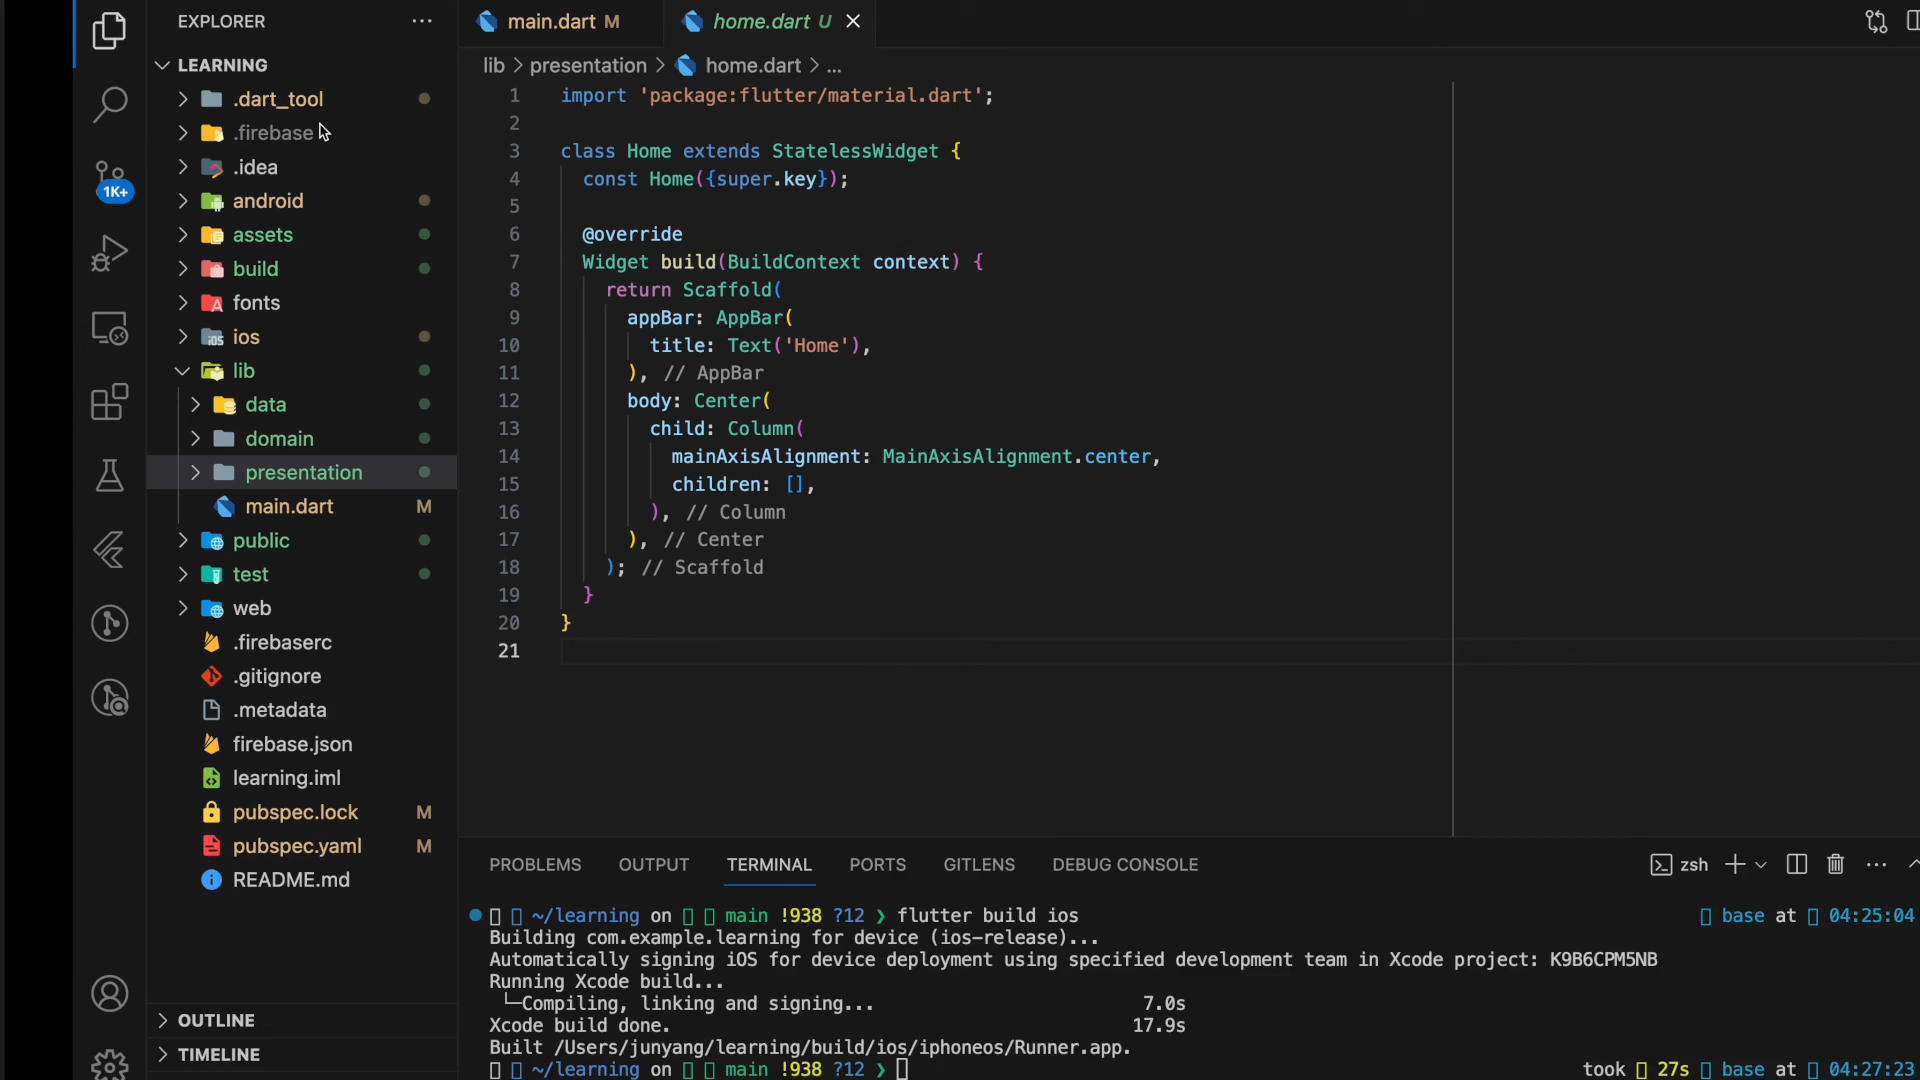 EXPLORER
LEARNING
.dart_tool
.firebase
.idea
android
assets
build
fonts
ios
lib
data
domain
presentation
main.dart M
public
test
web
.firebaserc
.gitignore
.metadata
firebase.json
learning.iml
pubspec.lock M
pubspec.yaml M
README.md
OUTLINE
TIMELINE
1K+
main.dart M
home.dart U
lib > presentation > home.dart > ...
1 import 'package:flutter/material.dart';
2
3 class Home extends StatelessWidget {
4 const Home({super.key});
5
6 @override
7 Widget build(BuildContext context) {
8 return Scaffold(
9 appBar: AppBar(
10 title: Text('Home'),
11 ), // AppBar
12 body: Center(
13 child: Column(
14 mainAxisAlignment: MainAxisAlignment.center,
15 children: [],
16 ), // Column
17 ), // Center
18 ); // Scaffold
19 }
20 }
21
PROBLEMS OUTPUT TERMINAL PORTS GITLENS DEBUG CONSOLE
zsh
~/learning on main !938 ?12 ❯ flutter build ios base at 04:25:04
Building com.example.learning for device (ios-release)...
Automatically signing iOS for device deployment using specified development team in Xcode project: K9B6CPM5NB
Running Xcode build...
└─Compiling, linking and signing... 7.0s
Xcode build done. 17.9s
Built /Users/junyang/learning/build/ios/iphoneos/Runner.app.
~/learning on main !938 ?12 ❯ took 27s base at 04:27:23